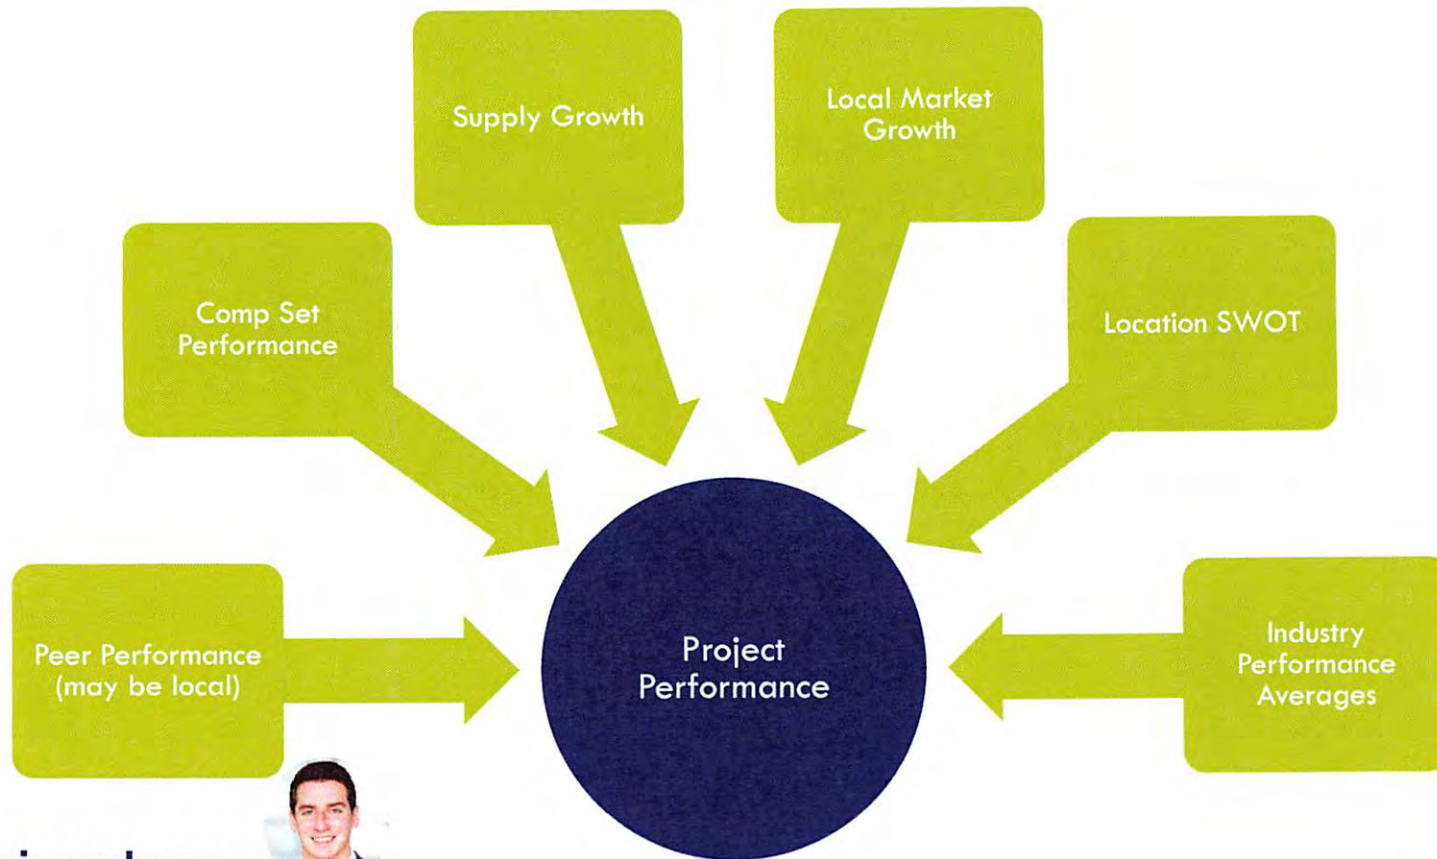 Supply Growth
Local Market
Growth
Comp Set
Performance
Location SWOT
Peer Performance
(may be local)
Project
Performance
Industry
Performance
Averages